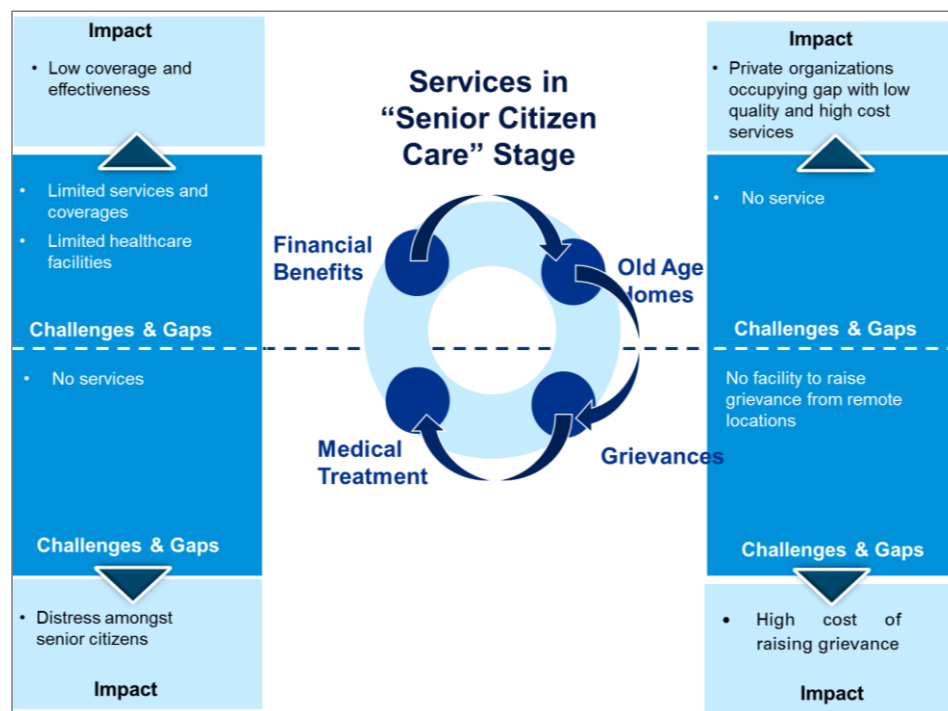 Impact
• Low coverage and
effectiveness
• Limited services and
coverages
• Limited healthcare
facilities
Challenges & Gaps
• No services
Challenges & Gaps
• Distress amongst
senior citizens
Impact
Services in
“Senior Citizen
Care” Stage
Financial
Benefits
Old Age
Homes
Medical
Treatment
Grievances
Impact
• Private organizations
occupying gap with low
quality and high cost
services
• No service
Challenges & Gaps
No facility to raise
grievance from remote
locations
Challenges & Gaps
• High cost of
raising grievance
Impact